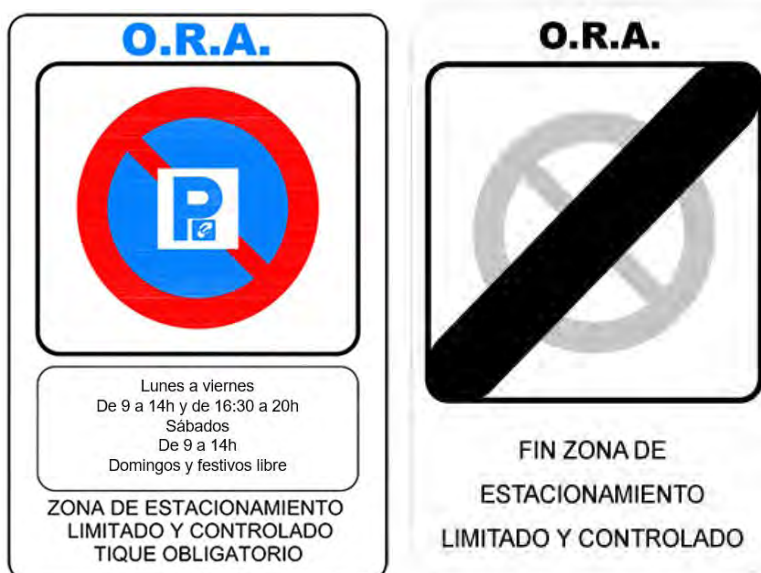 O.R.A.
P
Lunes a viernes
De 9 a 14h y de 16:30 a 20h
Sábados
De 9 a 14h
Domingos y festivos libre
ZONA DE ESTACIONAMIENTO
LIMITADO Y CONTROLADO
TIQUE OBLIGATORIO
O.R.A.
FIN ZONA DE
ESTACIONAMIENTO
LIMITADO Y CONTROLADO